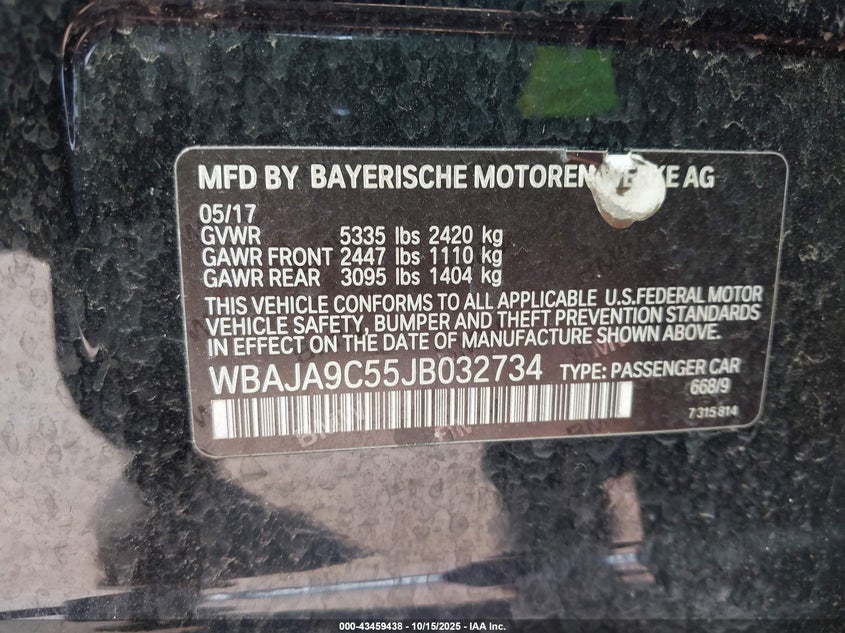 MFD BY BAYERISCHE MOTOREN WERKE AG
05/17
GVWR 5335 lbs 2420 kg
GAWR FRONT 2447 lbs 1110 kg
GAWR REAR 3095 lbs 1404 kg
THIS VEHICLE CONFORMS TO ALL APPLICABLE U.S.FEDERAL MOTOR
VEHICLE SAFETY, BUMPER AND THEFT PREVENTION STANDARDS
IN EFFECT ON THE DATE OF MANUFACTURE SHOWN ABOVE.
WBAJA9C55JB032734 TYPE: PASSENGER CAR
668/9
7 315 814
000-43459438 - 10/15/2025 - IAA Inc.